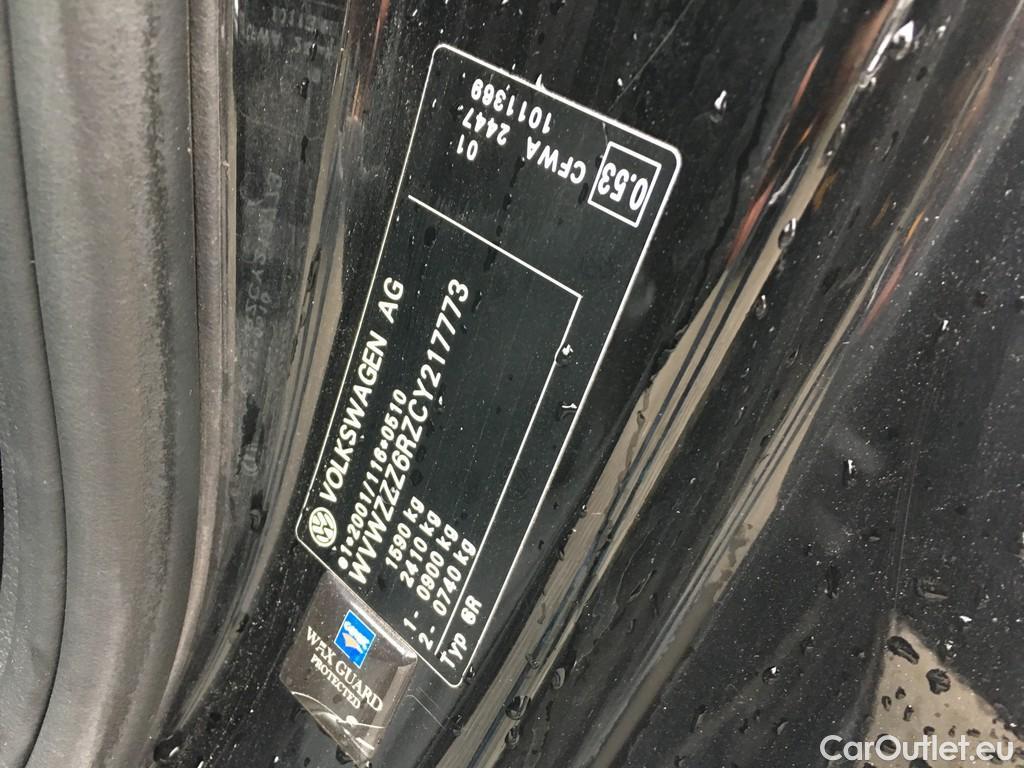 VOLKSWAGEN AG
e1*2001/116*0510
WVWZZZ6RZCY217773
1590 kg
2410 kg
1- 0800 kg
2- 0740 kg
Typ 6R
01
CFWA 2447
1011369
0.53
WAX GUARD
PROTECTED
CarOutlet.eu